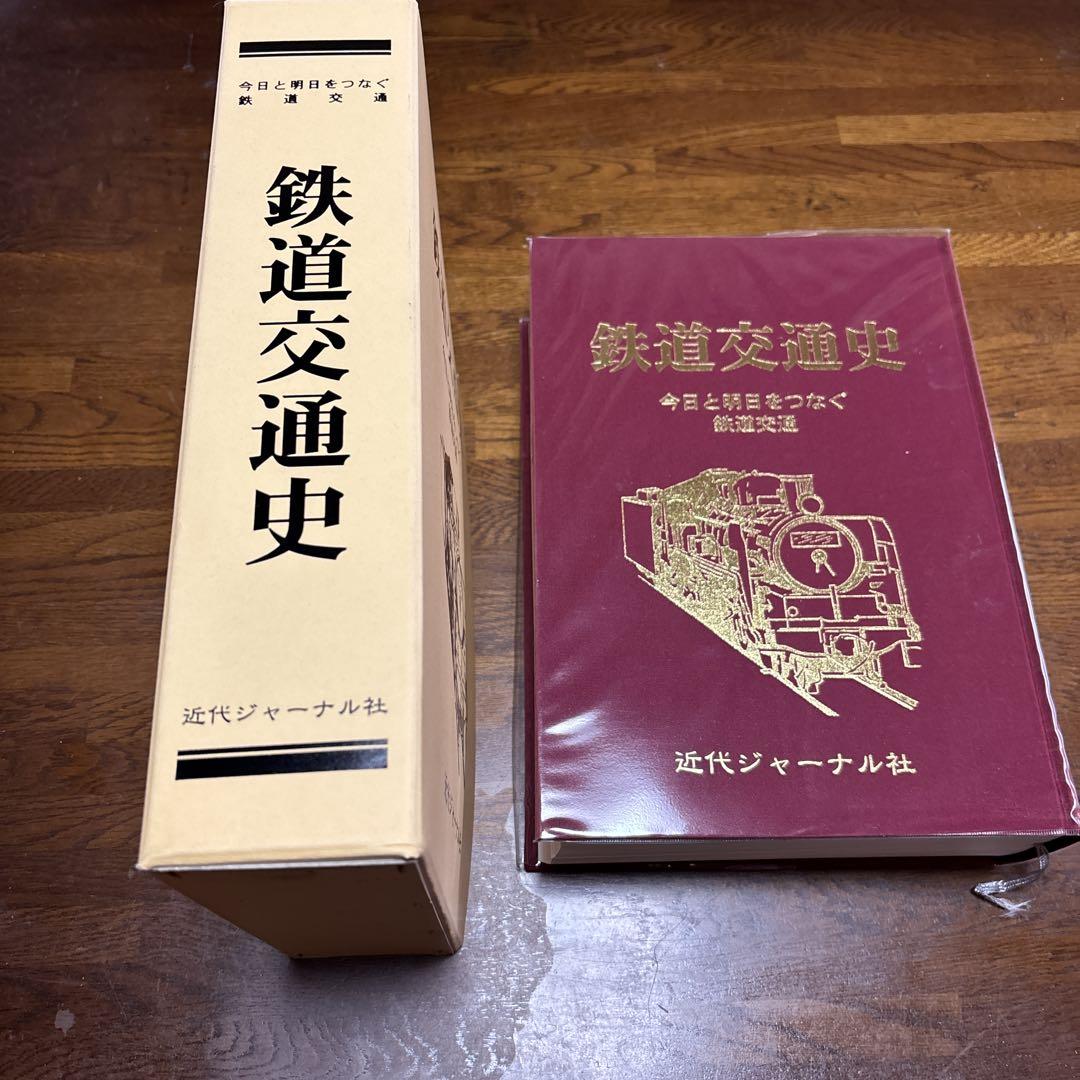 今日と明日をつなぐ
鉄道交通
鉄道交通史
近代ジャーナル社
鉄道交通史
今日と明日をつなぐ
鉄道交通
近代ジャーナル社